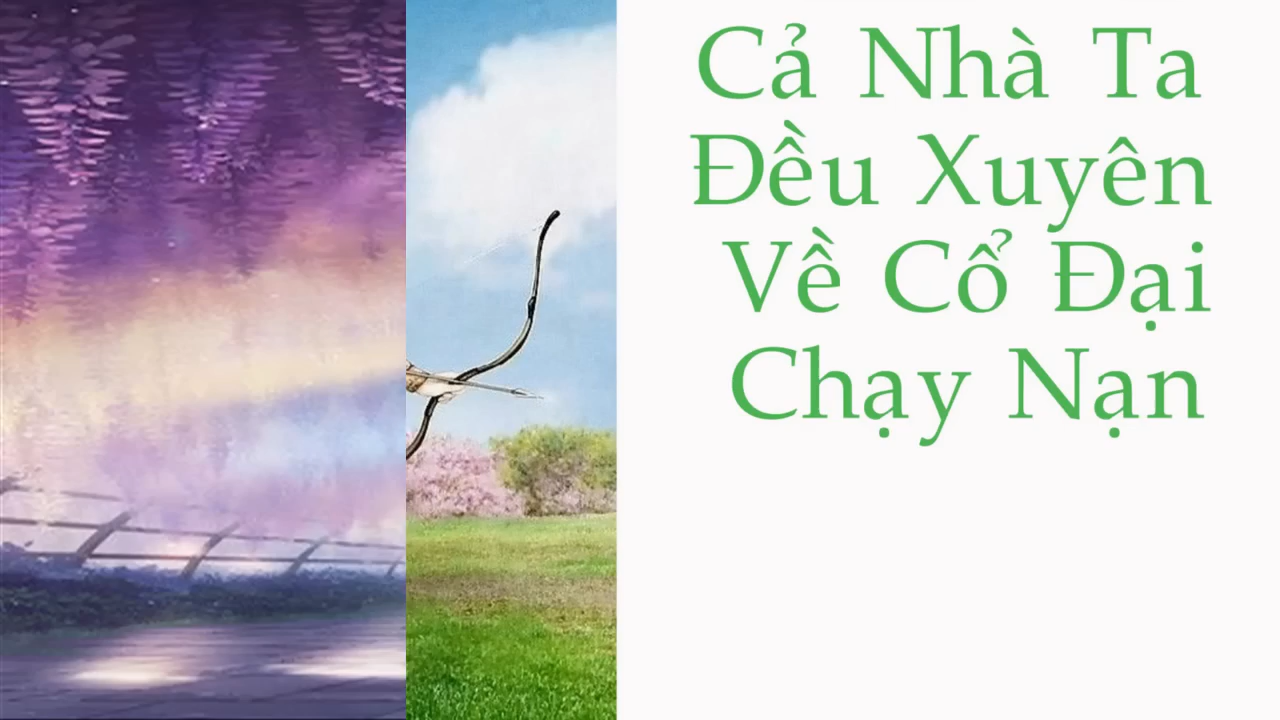 Cả Nhà Ta
Đều Xuyên
Về Cổ Đại
Chạy Nạn